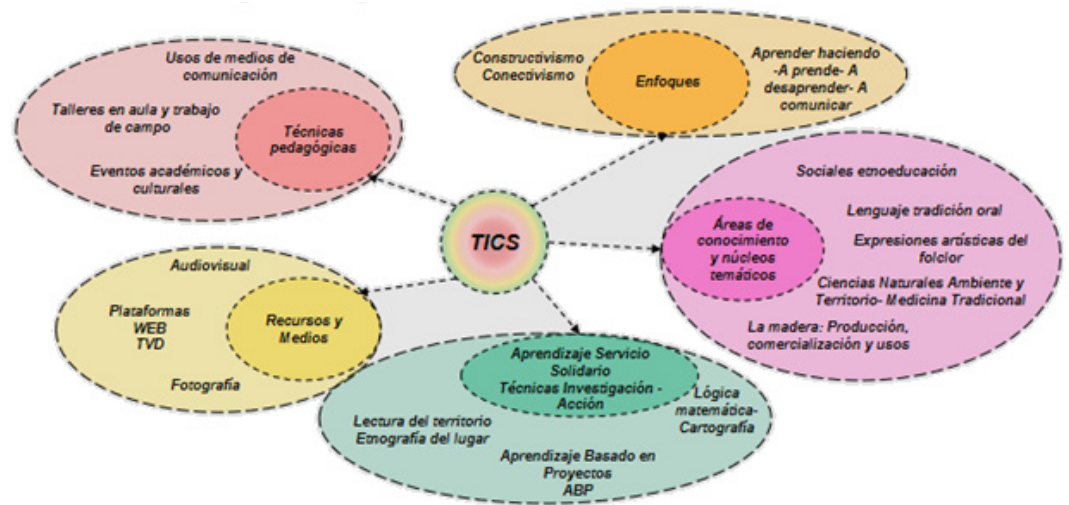 Usos de medios de
comunicación
Talleres en aula y trabajo
de campo
Eventos académicos y
culturales
Técnicas
pedagógicas
Constructivismo
Conectivismo
Enfoques
Aprender haciendo
-A prende- A
desaprender- A
comunicar
TICS
Sociales etnoeducación
Lenguaje tradición oral
Expresiones artísticas del
folclor
Ciencias Naturales Ambiente y
Territorio- Medicina Tradicional
La madera: Producción,
comercialización y usos
Áreas de
conocimiento
y núcleos
temáticos
Audiovisual
Plataformas
WEB
TVD
Fotografía
Recursos y
Medios
Aprendizaje Servicio
Solidario
Técnicas Investigación -
Acción
Lógica
matemática-
Cartografía
Lectura del territorio
Etnografía del lugar
Aprendizaje Basado en
Proyectos
ABP